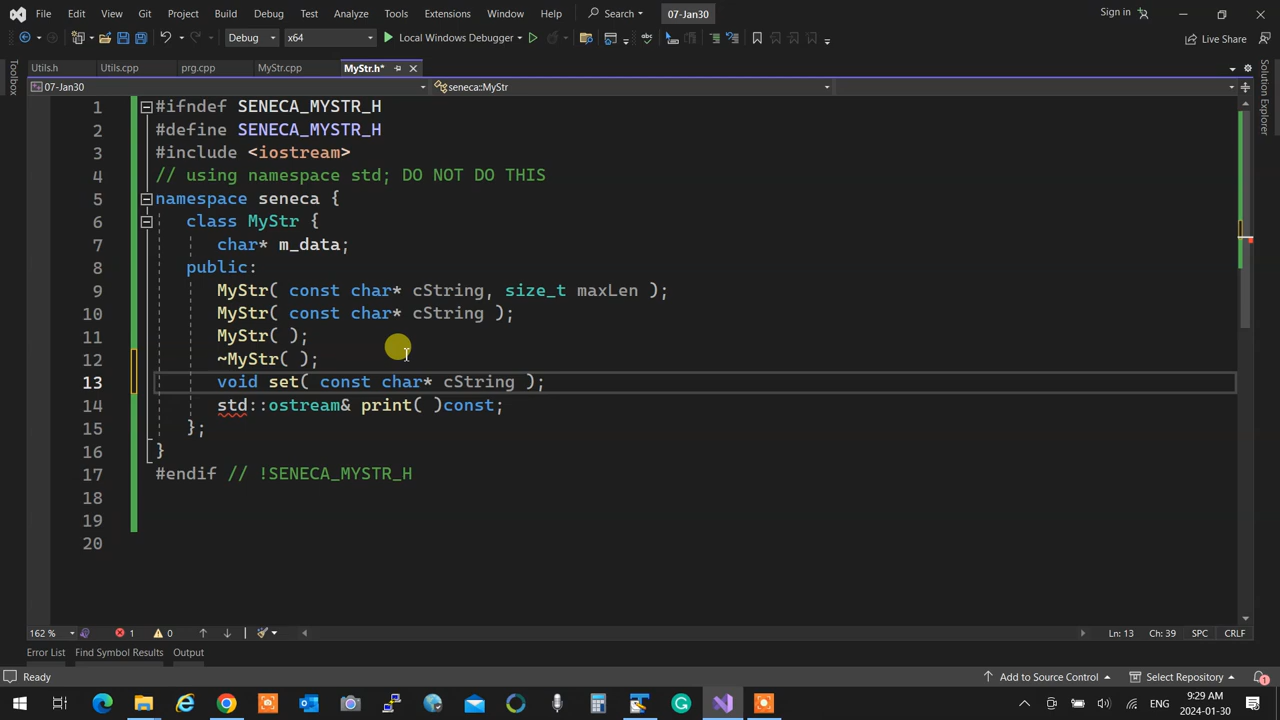 File Edit View Git Project Build Debug Test Analyze Tools Extensions Window Help Search 07-Jan30 Sign in
Debug x64 Local Windows Debugger Live Share
Utils.h Utils.cpp prg.cpp MyStr.cpp MyStr.h*
07-Jan30 seneca::MyStr
Toolbox
Solution Explorer
1 #ifndef SENECA_MYSTR_H
2 #define SENECA_MYSTR_H
3 #include <iostream>
4 // using namespace std; DO NOT DO THIS
5 namespace seneca {
6 class MyStr {
7 char* m_data;
8 public:
9 MyStr( const char* cString, size_t maxLen );
10 MyStr( const char* cString );
11 MyStr( );
12 ~MyStr( );
13 void set( const char* cString );
14 std::ostream& print( )const;
15 };
16 }
17 #endif // !SENECA_MYSTR_H
18
19
20
162 % 1 0 Ln: 13 Ch: 39 SPC CRLF
Error List Find Symbol Results Output
Ready Add to Source Control Select Repository 1
ENG 9:29 AM
2024-01-30